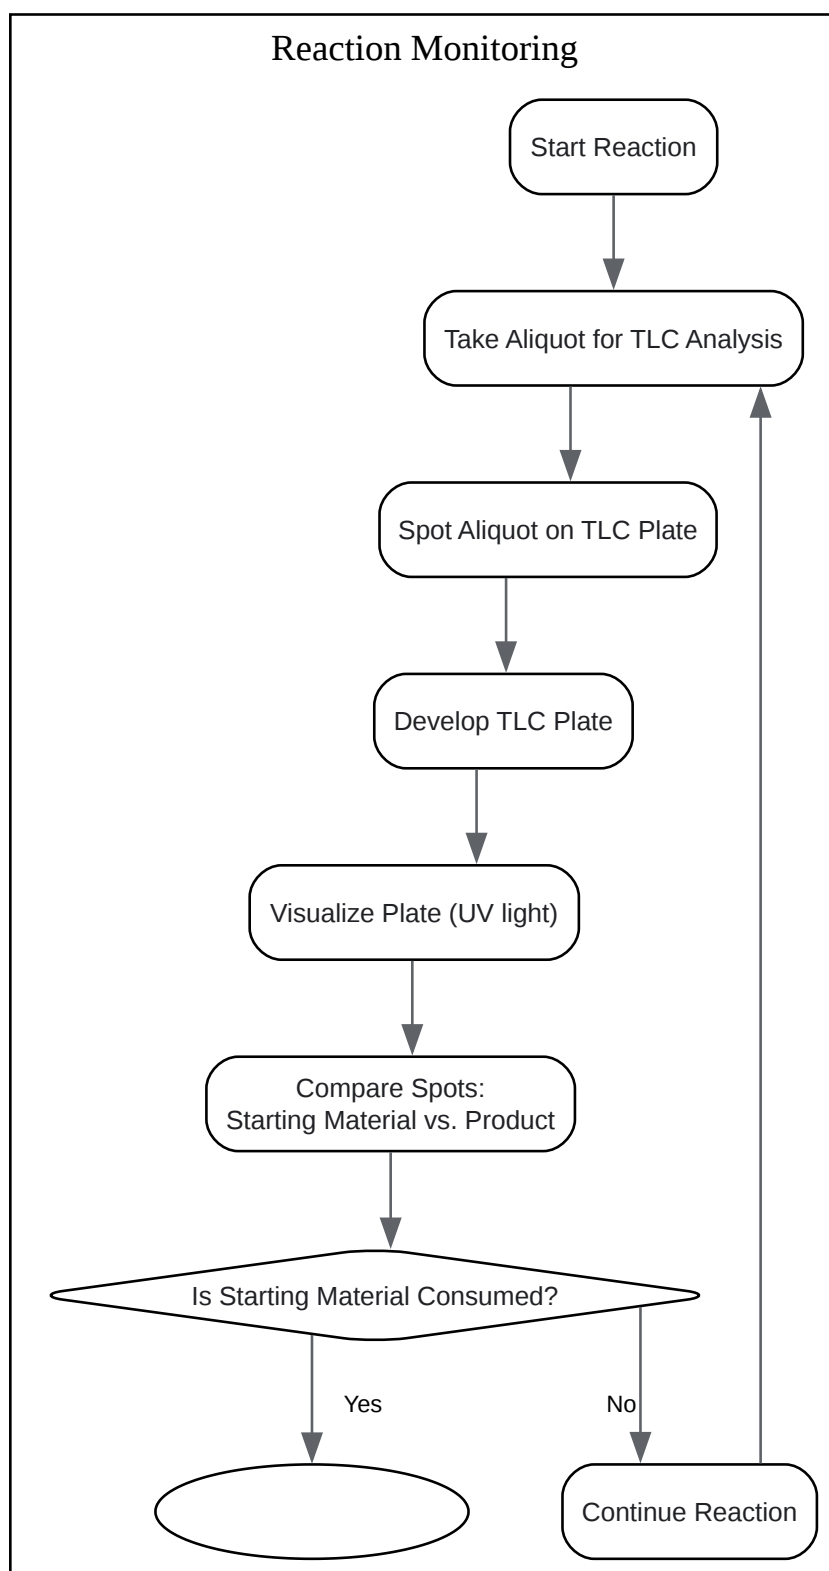 Reaction Monitoring
Start Reaction
Take Aliquot for TLC Analysis
Spot Aliquot on TLC Plate
Develop TLC Plate
Visualize Plate (UV light)
Compare Spots:
Starting Material vs. Product
Is Starting Material Consumed?
Yes
No
Continue Reaction